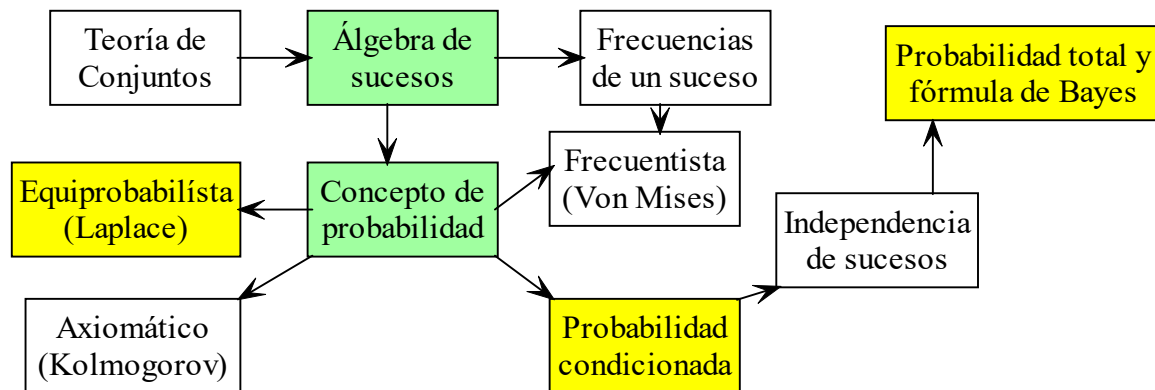 Teoría de
Conjuntos
Álgebra de
sucesos
Frecuencias
de un suceso
Probabilidad total y
fórmula de Bayes
Equiprobabilísta
(Laplace)
Concepto de
probabilidad
Frecuentista
(Von Mises)
Independencia
de sucesos
Axiomático
(Kolmogorov)
Probabilidad
condicionada